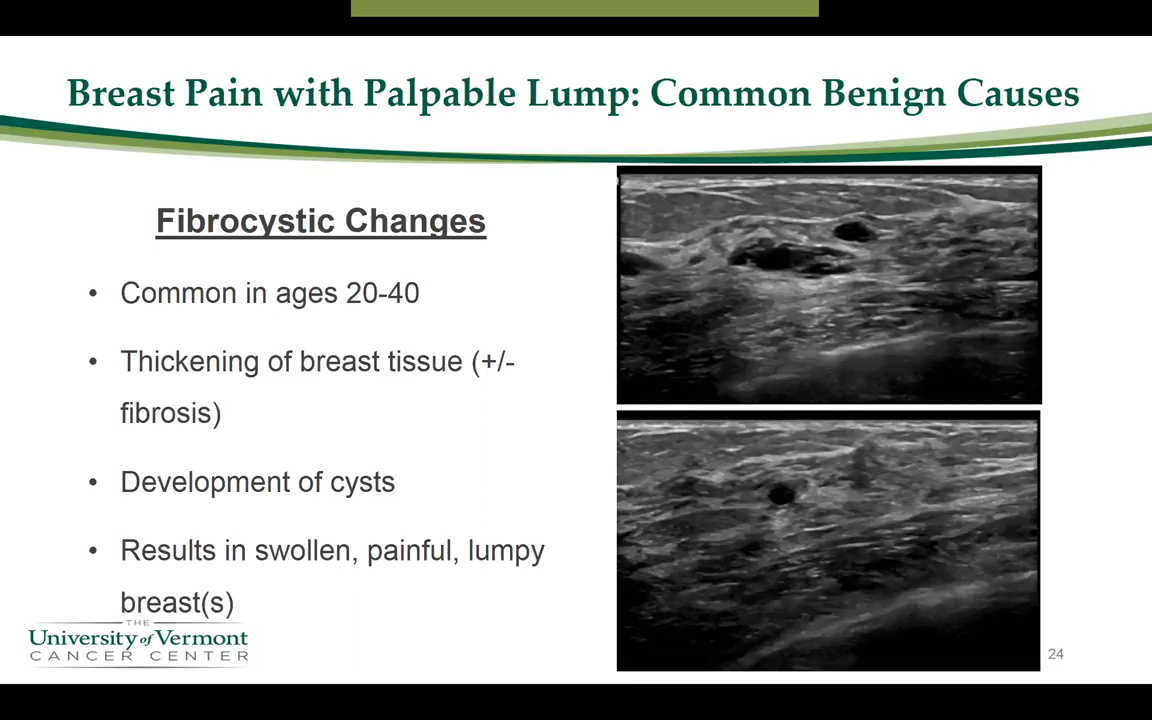 Breast Pain with Palpable Lump: Common Benign Causes
Fibrocystic Changes
• Common in ages 20-40
• Thickening of breast tissue (+/-
fibrosis)
• Development of cysts
• Results in swollen, painful, lumpy
breast(s)
THE
University of Vermont
CANCER CENTER
24